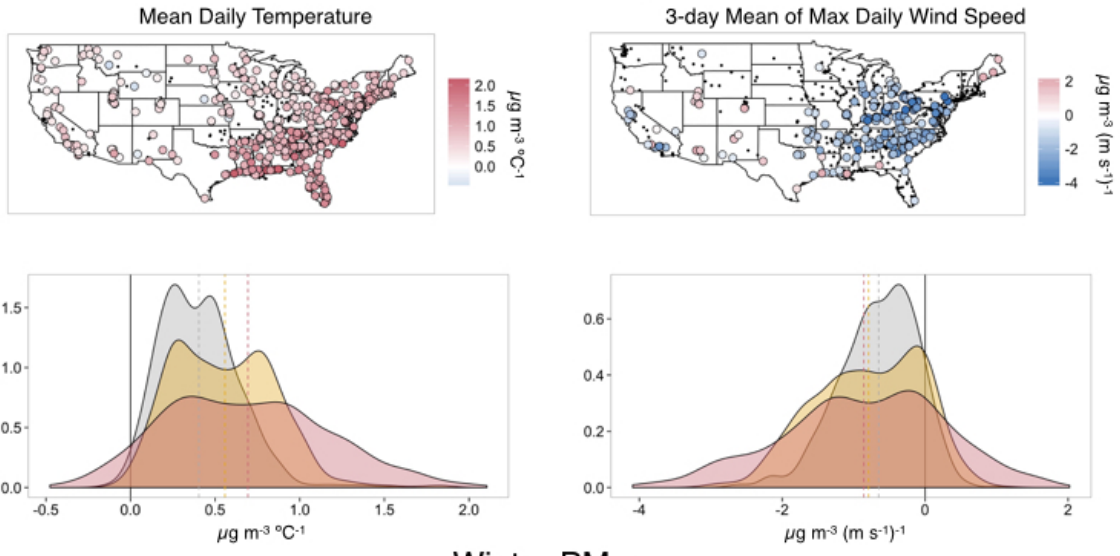 Mean Daily Temperature
3-day Mean of Max Daily Wind Speed
2.0
1.5
1.0
0.5
0.0
µg m-3 ºC-1
2
0
-2
-4
µg m-3 (m s-1)-1
1.5
1.0
0.5
0.0
-0.5 0.0 0.5 1.0 1.5 2.0
µg m-3 ºC-1
0.6
0.4
0.2
0.0
-4 -2 0 2
µg m-3 (m s-1)-1